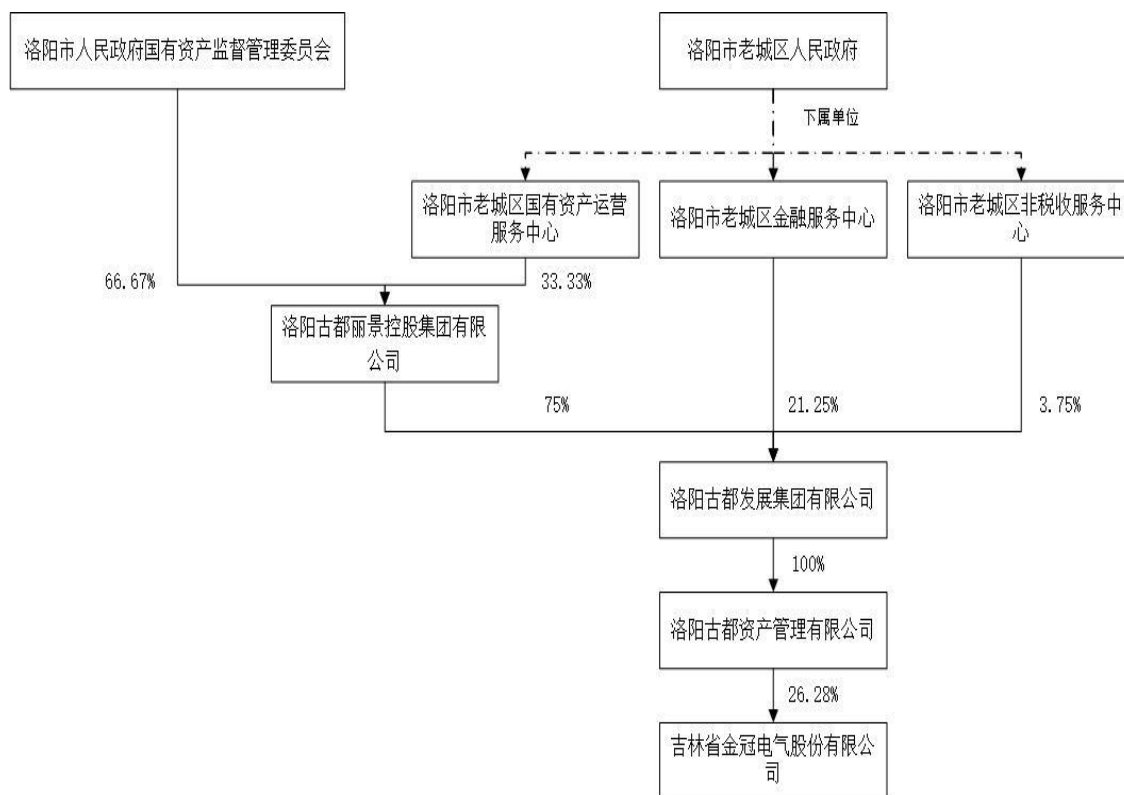 洛阳市人民政府国有资产监督管理委员会
洛阳市老城区人民政府
下属单位
洛阳市老城区国有资产运营
服务中心
洛阳市老城区金融服务中心
洛阳市老城区非税收服务中
心
66.67%
33.33%
洛阳古都丽景控股集团有限
公司
75%
21.25%
3.75%
洛阳古都发展集团有限公司
100%
洛阳古都资产管理有限公司
26.28%
吉林省金冠电气股份有限公
司